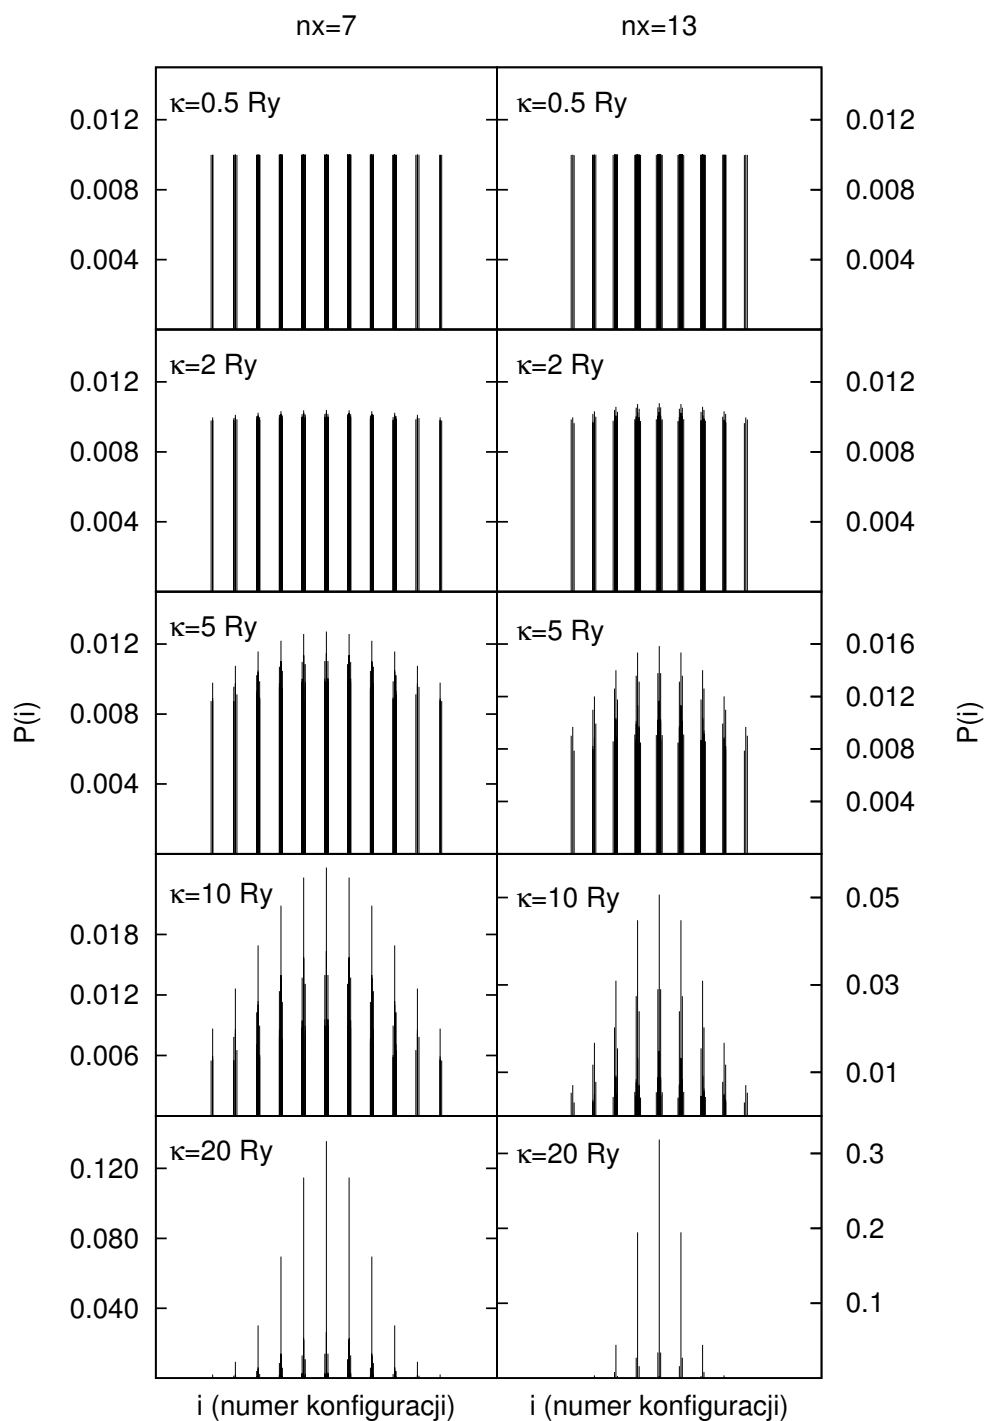 nx=7 nx=13
κ=0.5 Ry κ=0.5 Ry
0.012 0.012
0.008 0.008
0.004 0.004
κ=2 Ry κ=2 Ry
0.012 0.012
0.008 0.008
0.004 0.004
κ=5 Ry κ=5 Ry
0.012 0.016
0.008 0.012
0.004 0.008
0.004
P(i) P(i)
κ=10 Ry κ=10 Ry
0.018 0.05
0.012 0.03
0.006 0.01
κ=20 Ry κ=20 Ry
0.120 0.3
0.080 0.2
0.040 0.1
i (numer konfiguracji) i (numer konfiguracji)